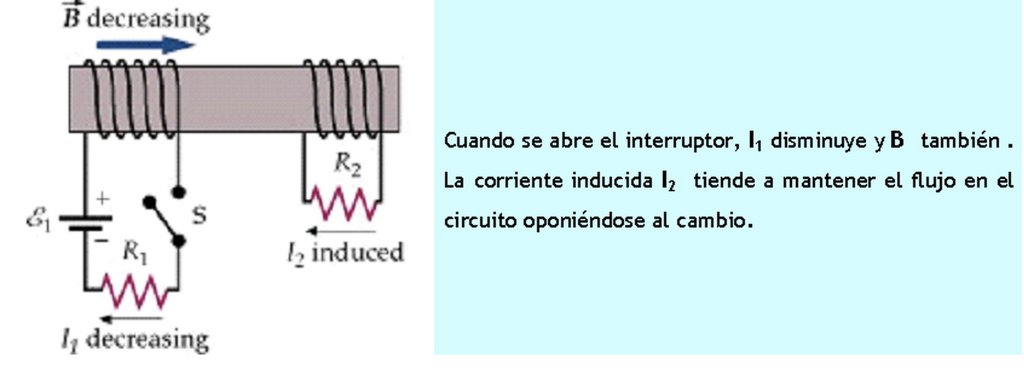 B decreasing
R₂
+
ℰ₁
S
−
R₁
I₂ induced
I₁ decreasing
Cuando se abre el interruptor, I₁ disminuye y B también .
La corriente inducida I₂ tiende a mantener el flujo en el
circuito oponiéndose al cambio.